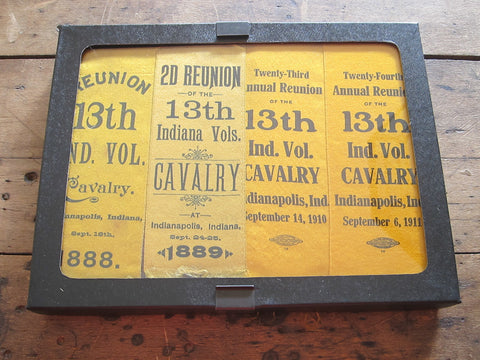 REUNION
13th
IND. VOL.
Cavalry.
Indianapolis, Indiana,
Sept. 18th,
1888.
2D REUNION
OF THE
13th
Indiana Vols.
CAVALRY
AT
Indianapolis, Indiana,
Sept. 24-25,
1889
Twenty-Third
Annual Reunion
OF THE
13th
Ind. Vol.
CAVALRY
Indianapolis, Ind.
September 14, 1910
Twenty-Fourth
Annual Reunion
OF THE
13th
Ind. Vol.
CAVALRY
Indianapolis, Ind.
September 6, 1911